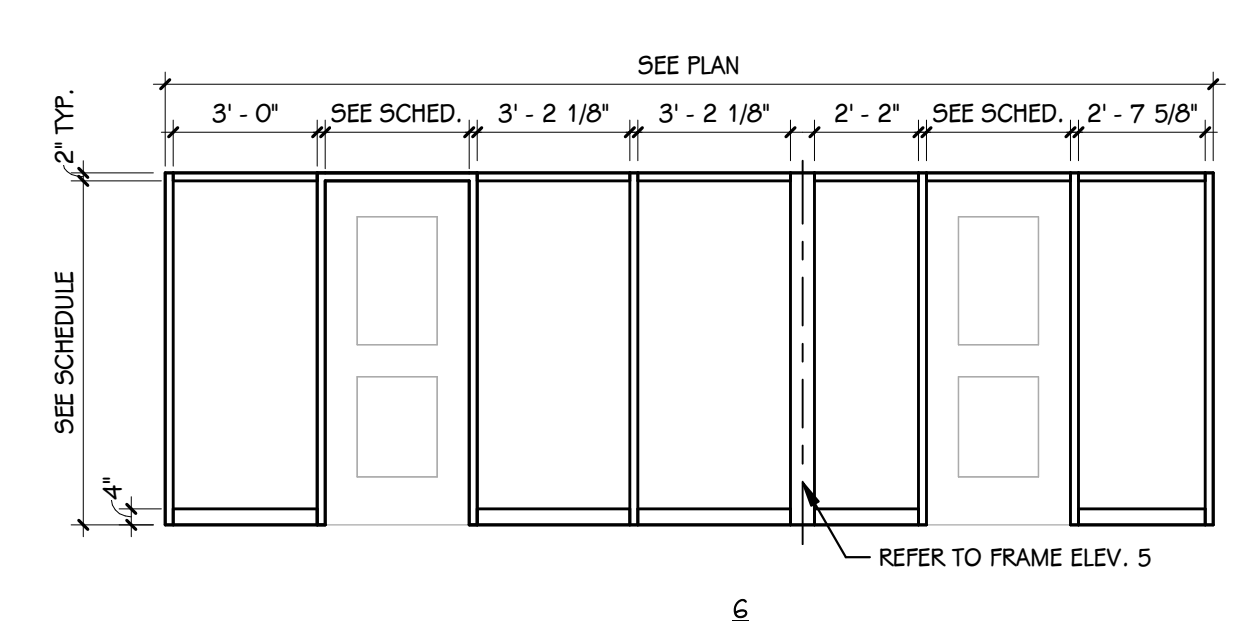 SEE PLAN
3' - 0" SEE SCHED. 3' - 2 1/8" 3' - 2 1/8" 2' - 2" SEE SCHED. 2' - 7 5/8"
2" TYP.
SEE SCHEDULE
4"
REFER TO FRAME ELEV. 5
6